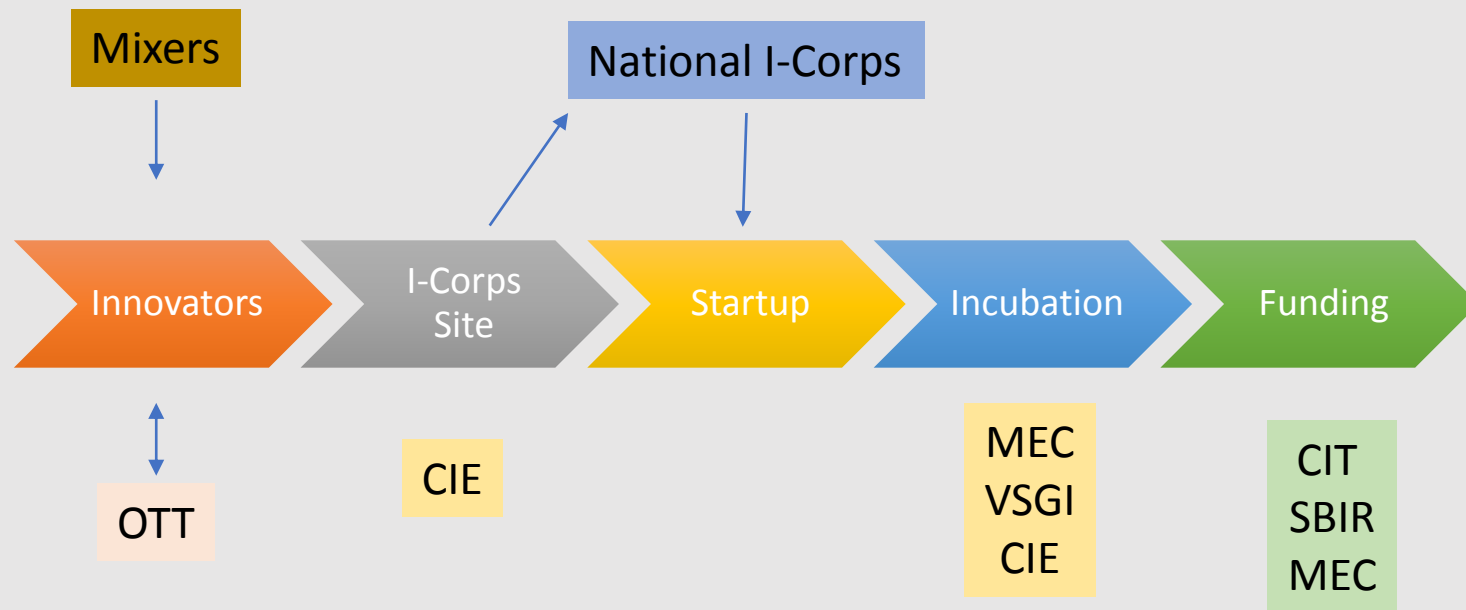 Mixers
National I-Corps
Innovators
I-Corps
Site
Startup
Incubation
Funding
OTT
CIE
MEC
VSGI
CIE
CIT
SBIR
MEC